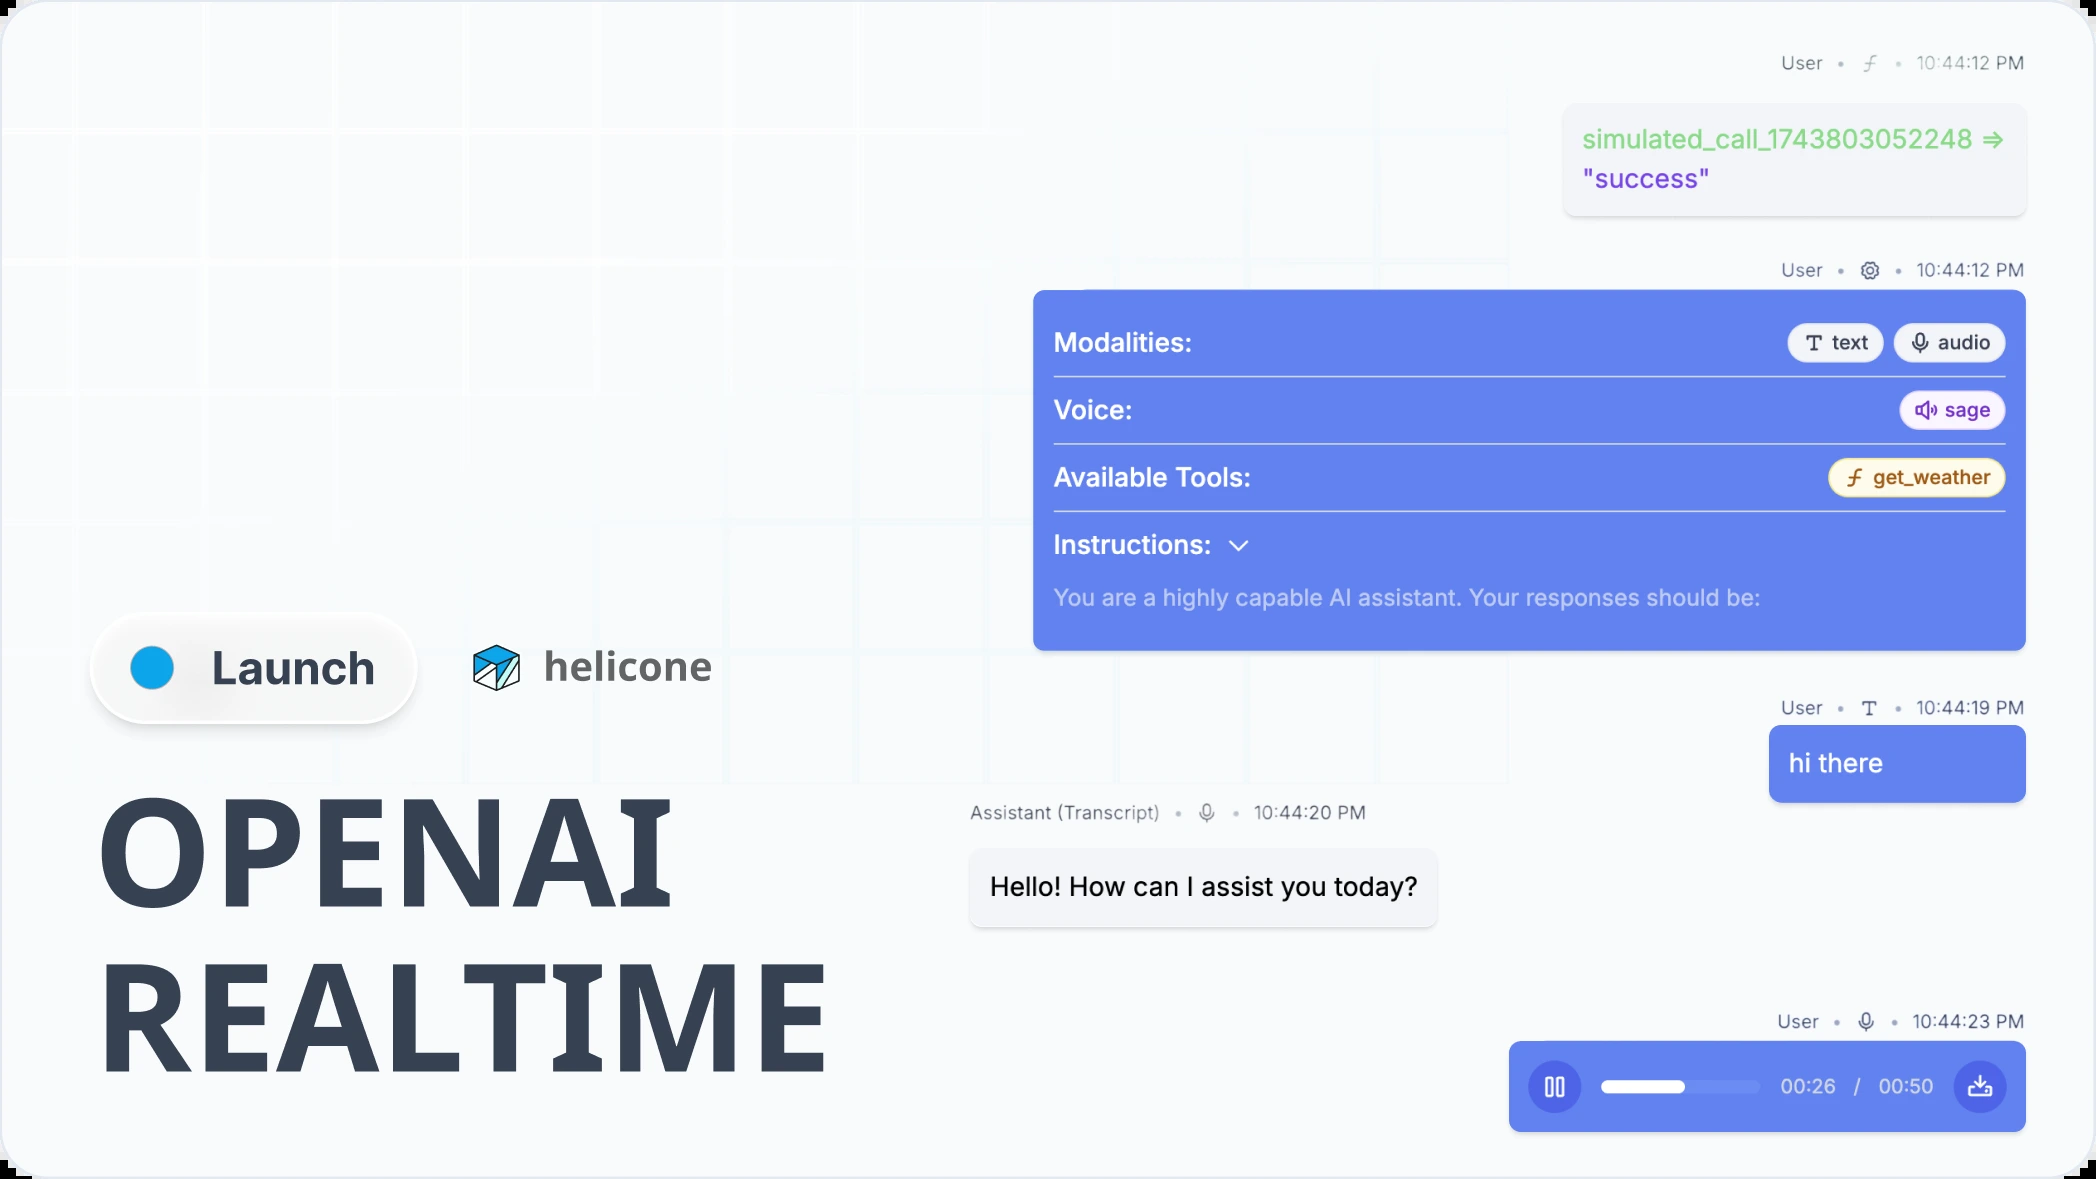 Launch
helicone
OPENAI
REALTIME
User • 10:44:12 PM
simulated_call_1743803052248 ⇒
"success"
User • • 10:44:12 PM
Modalities:
text
audio
Voice:
sage
Available Tools:
get_weather
Instructions:
You are a highly capable AI assistant. Your responses should be:
User • • 10:44:19 PM
hi there
Assistant (Transcript) • • 10:44:20 PM
Hello! How can I assist you today?
User • • 10:44:23 PM
00:26 / 00:50